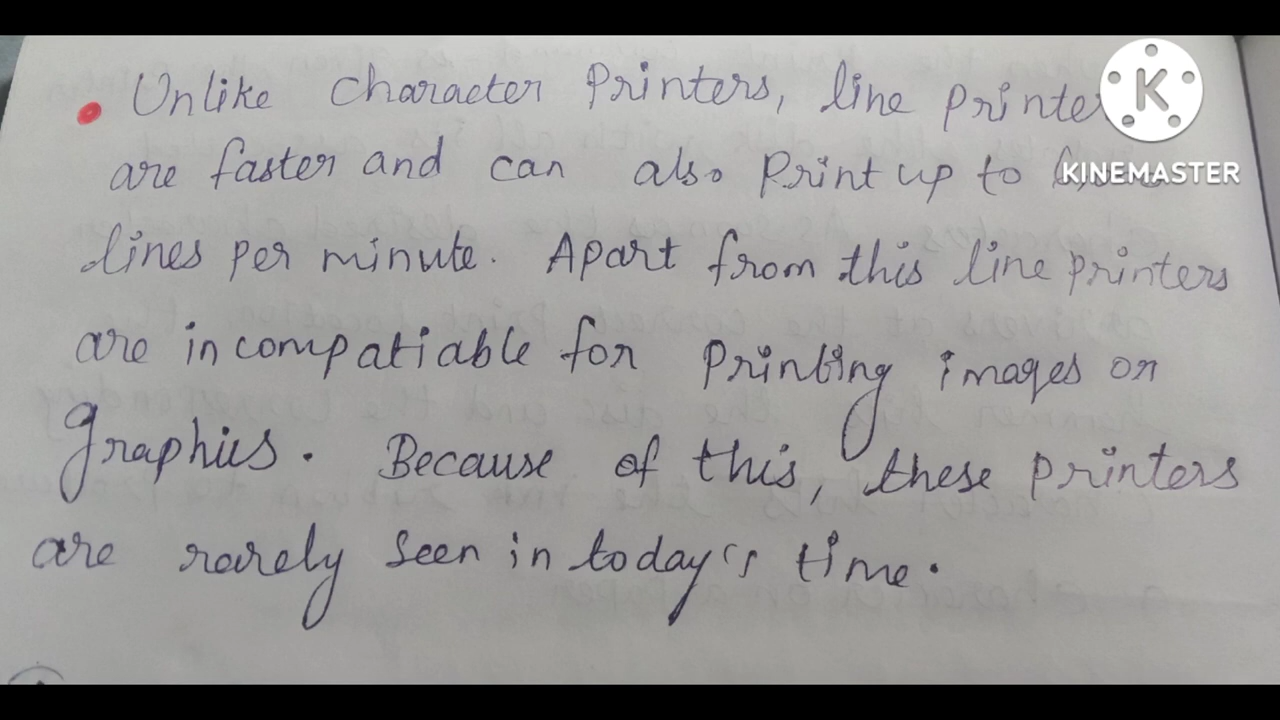 Unlike character Printers, line printe
K
are faster and can also Print up to
KINEMASTER
lines per minute. Apart from this line printers
are incompatiable for printing images or
graphics. Because of this, these printers
are rarely seen in today's time.